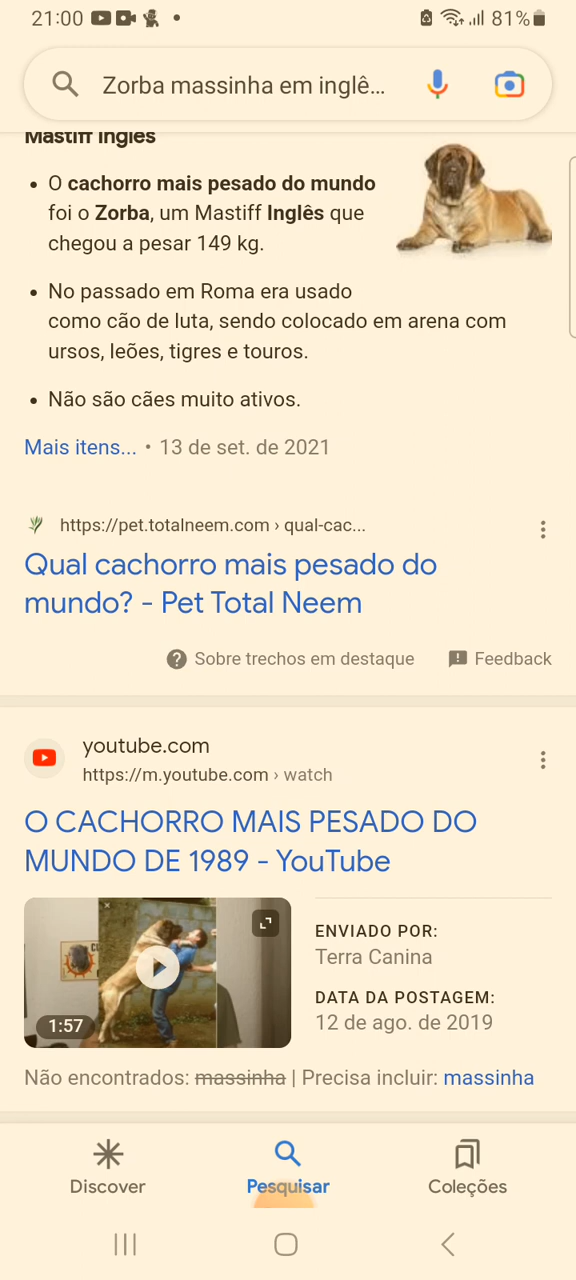 21:00
81%
Zorba massinha em inglê...
Mastiff Inglês
• O cachorro mais pesado do mundo
foi o Zorba, um Mastiff Inglês que
chegou a pesar 149 kg.
• No passado em Roma era usado
como cão de luta, sendo colocado em arena com
ursos, leões, tigres e touros.
• Não são cães muito ativos.
Mais itens... • 13 de set. de 2021
https://pet.totalneem.com › qual-cac...
Qual cachorro mais pesado do
mundo? - Pet Total Neem
Sobre trechos em destaque
Feedback
youtube.com
https://m.youtube.com › watch
O CACHORRO MAIS PESADO DO
MUNDO DE 1989 - YouTube
1:57
ENVIADO POR:
Terra Canina
DATA DA POSTAGEM:
12 de ago. de 2019
Não encontrados: massinha | Precisa incluir: massinha
Discover
Pesquisar
Coleções